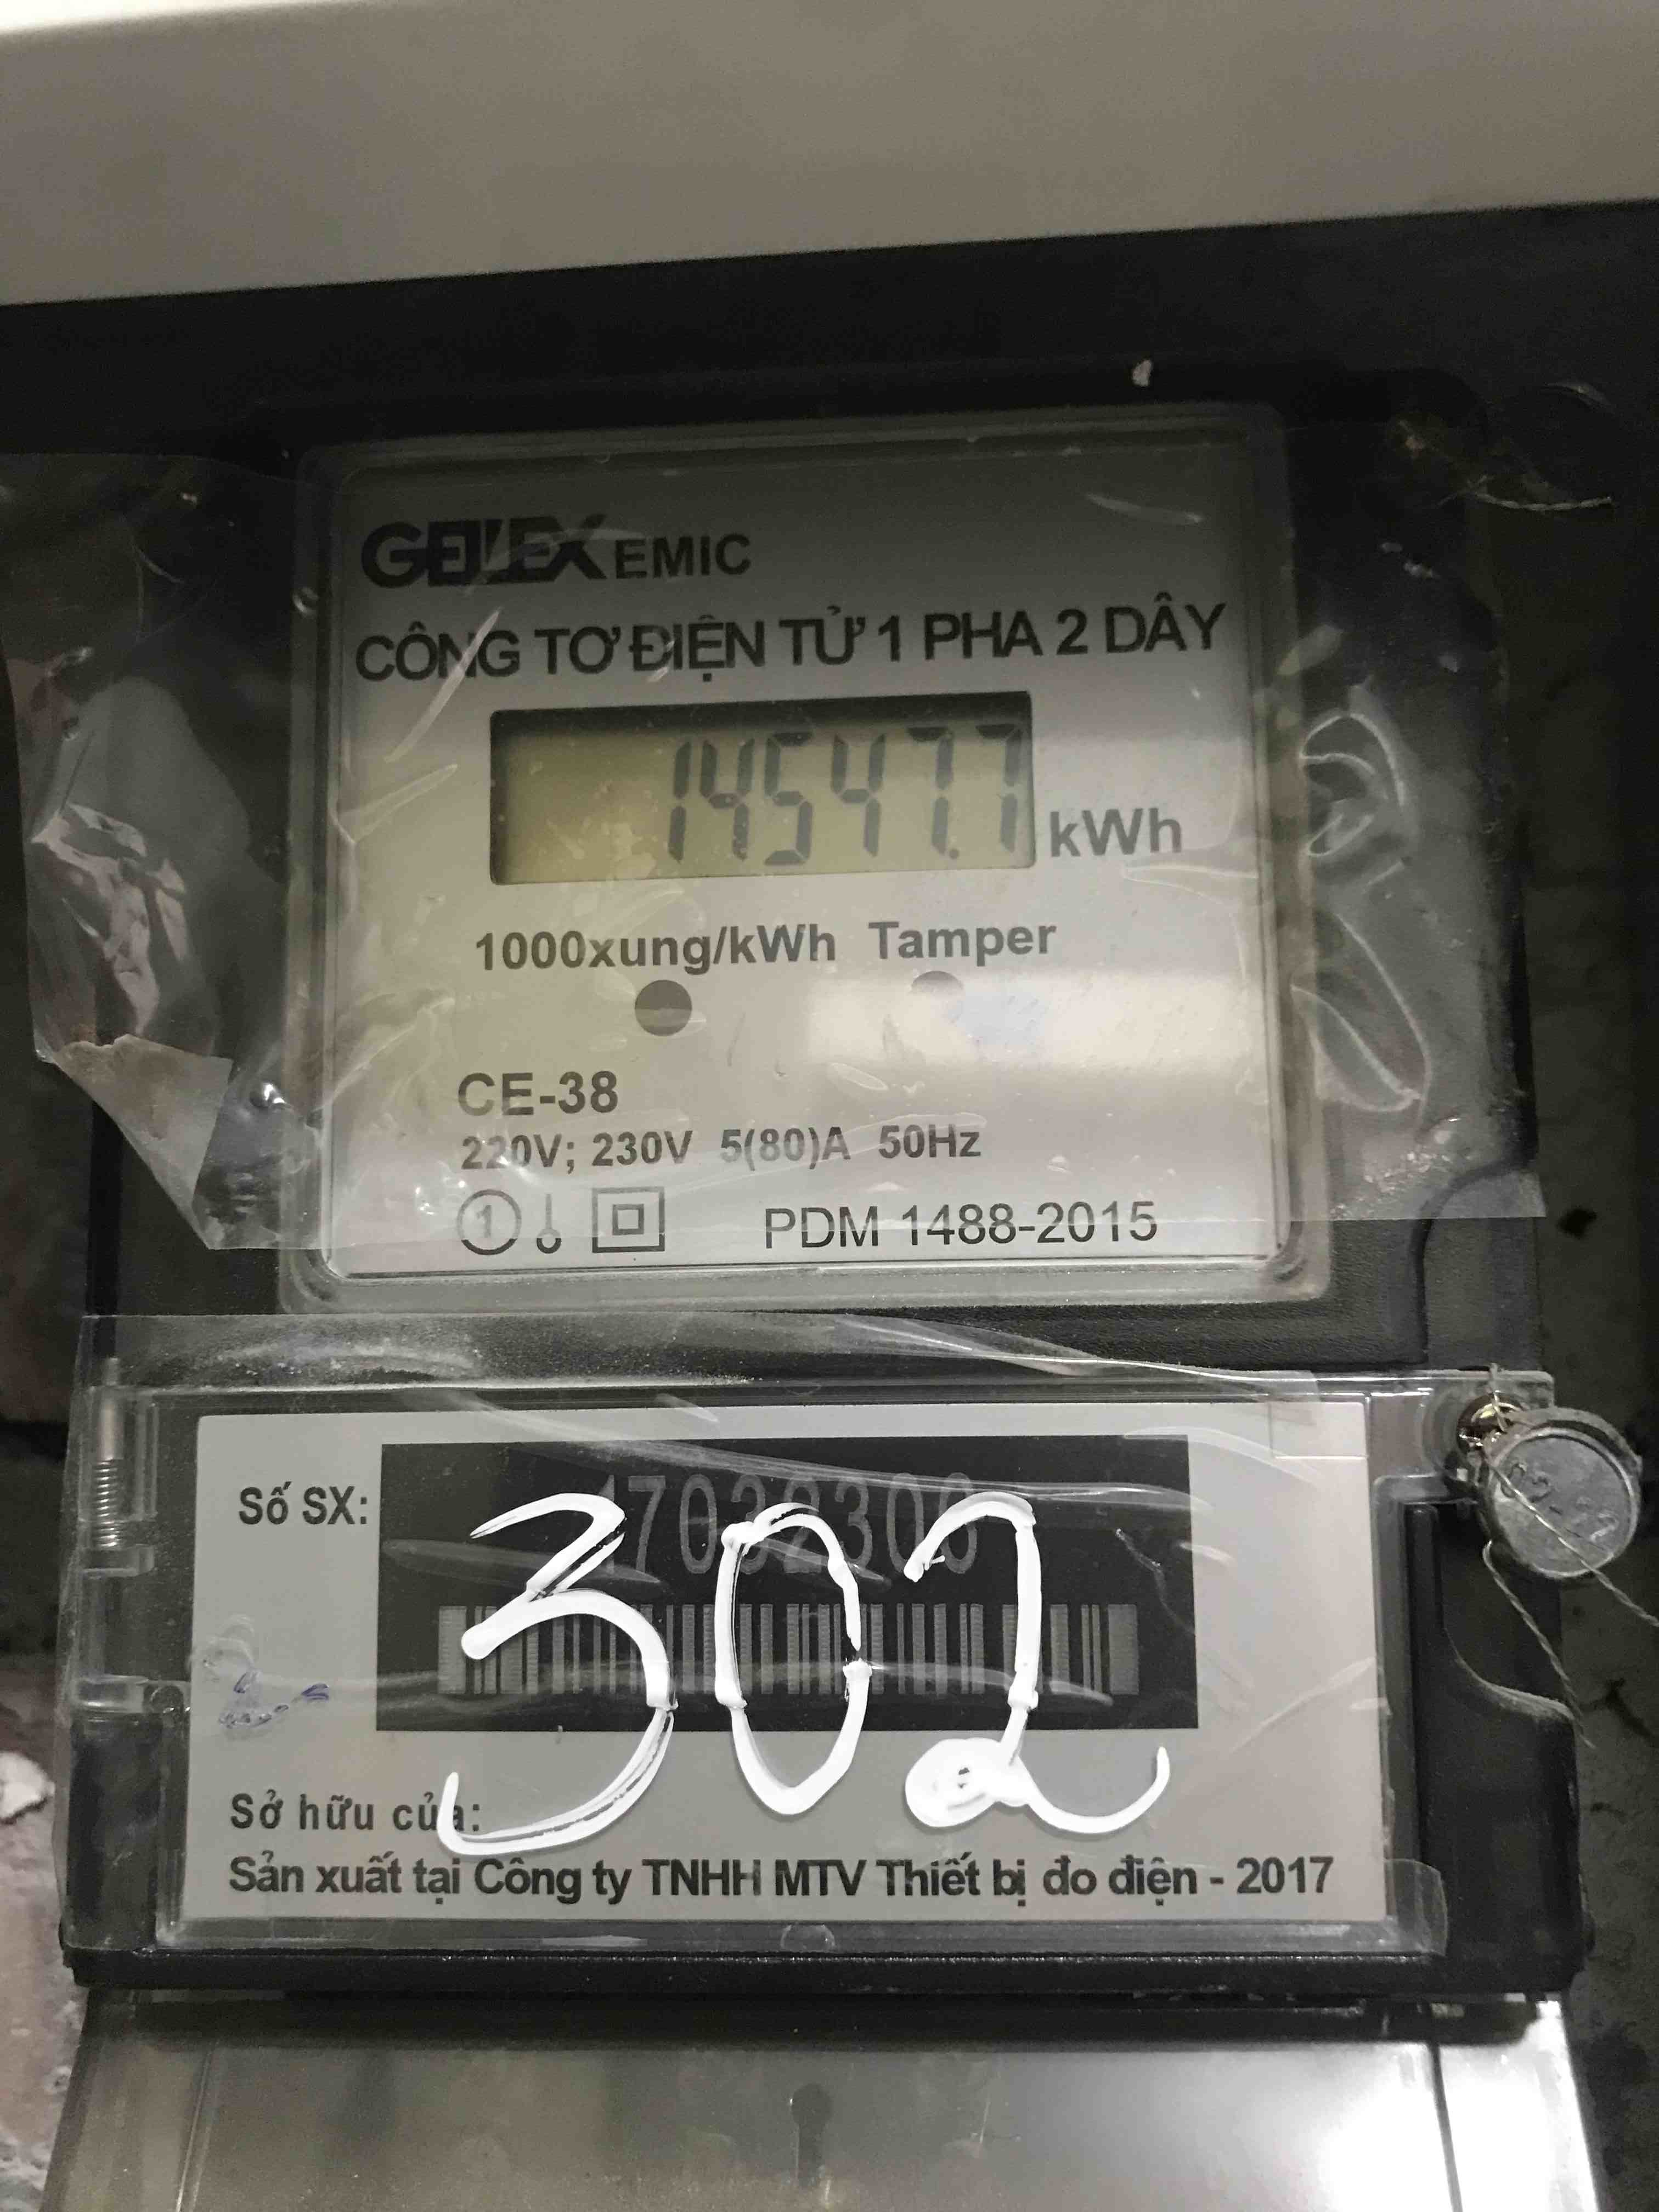 GELEX EMIC
CÔNG TƠ ĐIỆN TỬ 1 PHA 2 DÂY
14547.7 kWh
1000xung/kWh Tamper
CE-38
220V; 230V 5(80)A 50Hz
1 PDM 1488-2015
Số SX:
302
Sở hữu của:
Sản xuất tại Công ty TNHH MTV Thiết bị đo điện - 2017